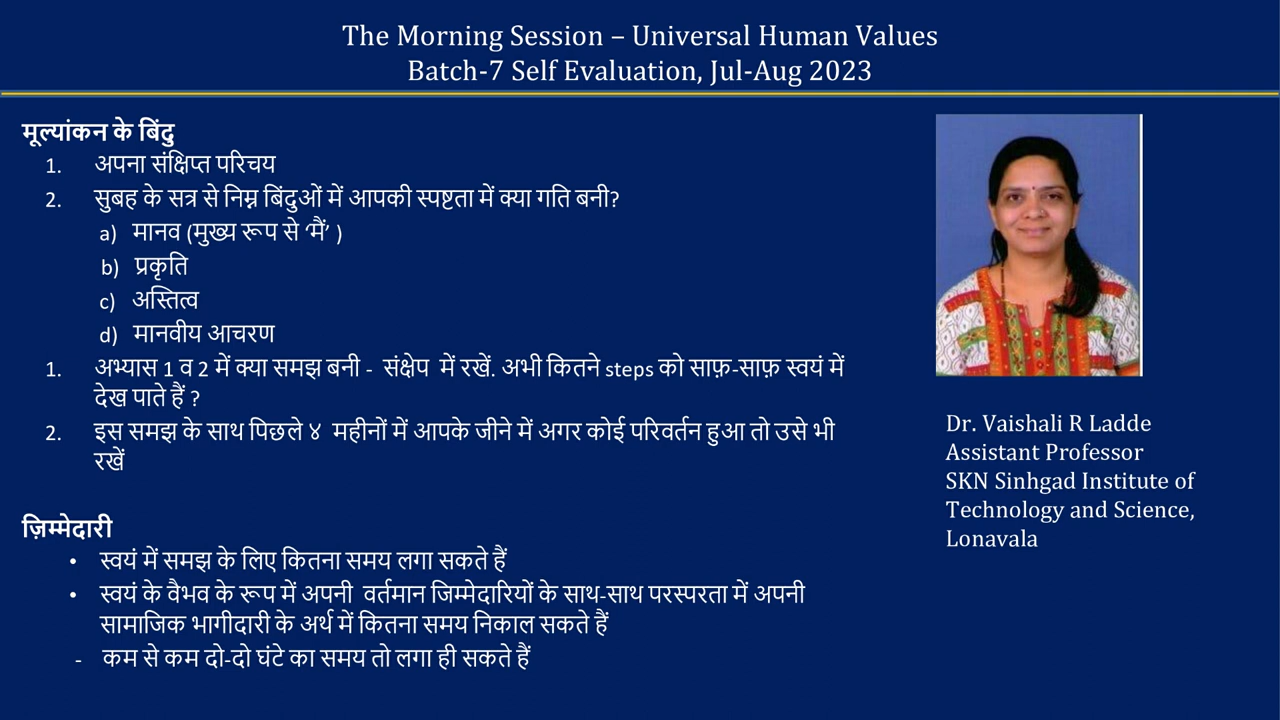 The Morning Session – Universal Human Values
Batch-7 Self Evaluation, Jul-Aug 2023
मूल्यांकन के बिंदु
1. अपना संक्षिप्त परिचय
2. सुबह के सत्र से निम्न बिंदुओं में आपकी स्पष्टता में क्या गति बनी?
a) मानव (मुख्य रूप से ‘मैं’ )
b) प्रकृति
c) अस्तित्व
d) मानवीय आचरण
1. अभ्यास 1 व 2 में क्या समझ बनी - संक्षेप में रखें. अभी कितने steps को साफ़-साफ़ स्वयं में
देख पाते हैं ?
2. इस समझ के साथ पिछले ४ महीनों में आपके जीने में अगर कोई परिवर्तन हुआ तो उसे भी
रखें
ज़िम्मेदारी
• स्वयं में समझ के लिए कितना समय लगा सकते हैं
• स्वयं के वैभव के रूप में अपनी वर्तमान जिम्मेदारियों के साथ-साथ परस्परता में अपनी
सामाजिक भागीदारी के अर्थ में कितना समय निकाल सकते हैं
- कम से कम दो-दो घंटे का समय तो लगा ही सकते हैं
Dr. Vaishali R Ladde
Assistant Professor
SKN Sinhgad Institute of
Technology and Science,
Lonavala